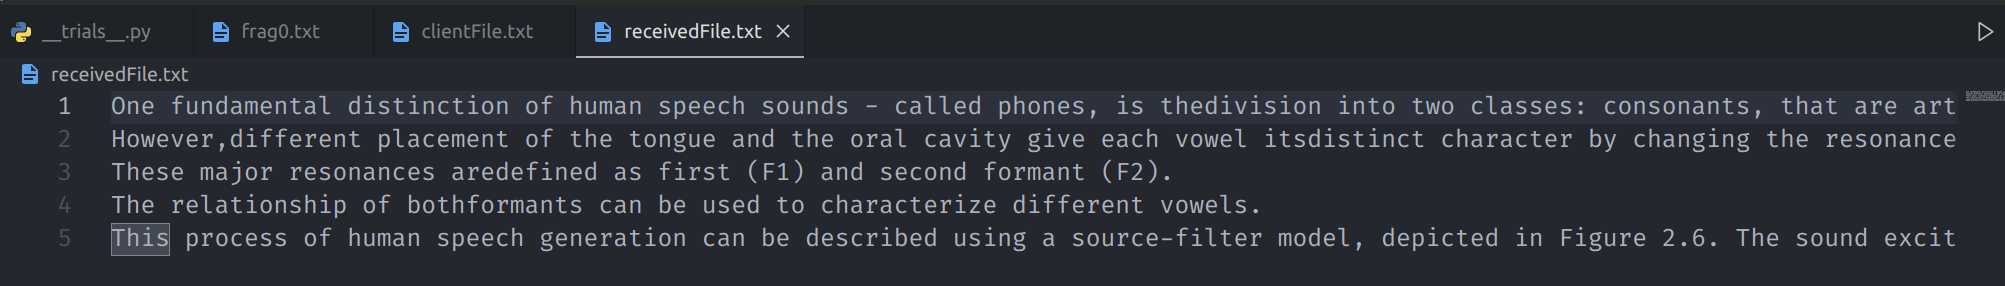 __trials__.py frag0.txt clientFile.txt receivedFile.txt
receivedFile.txt
1 One fundamental distinction of human speech sounds - called phones, is thedivision into two classes: consonants, that are art
2 However,different placement of the tongue and the oral cavity give each vowel itsdistinct character by changing the resonance
3 These major resonances aredefined as first (F1) and second formant (F2).
4 The relationship of bothformants can be used to characterize different vowels.
5 This process of human speech generation can be described using a source-filter model, depicted in Figure 2.6. The sound excit